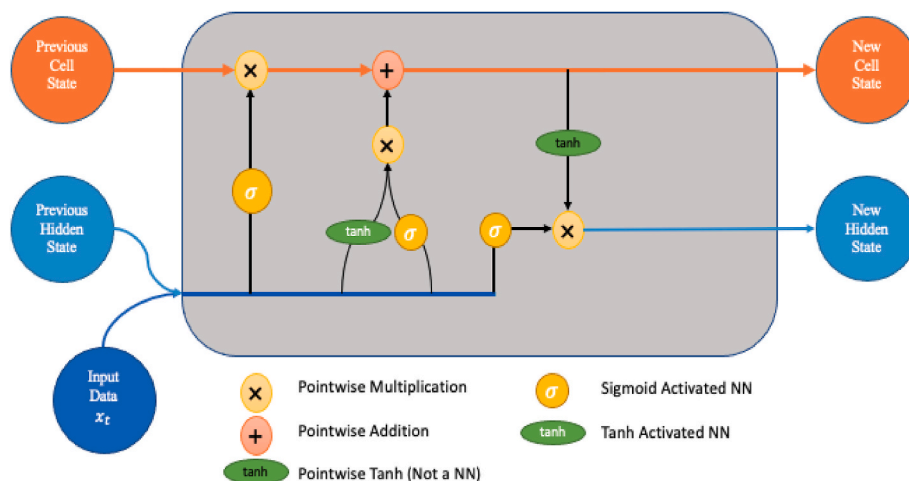 Previous
Cell
State
New
Cell
State
×
+
×
tanh
σ
Previous
Hidden
State
New
Hidden
State
tanh
σ
σ
×
Input
Data
xₜ
× Pointwise Multiplication
σ Sigmoid Activated NN
+ Pointwise Addition
tanh Tanh Activated NN
tanh Pointwise Tanh (Not a NN)